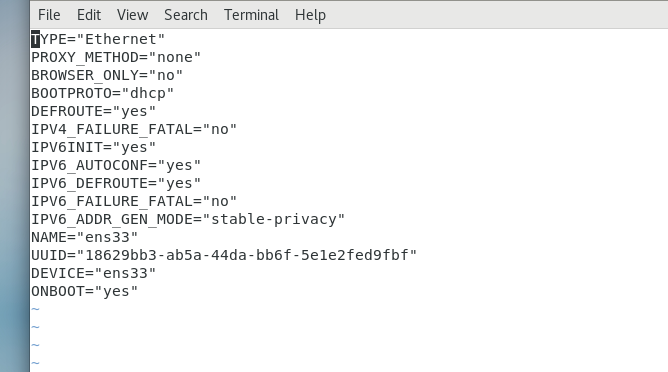 File Edit View Search Terminal Help
TYPE="Ethernet"
PROXY_METHOD="none"
BROWSER_ONLY="no"
BOOTPROTO="dhcp"
DEFROUTE="yes"
IPV4_FAILURE_FATAL="no"
IPV6INIT="yes"
IPV6_AUTOCONF="yes"
IPV6_DEFROUTE="yes"
IPV6_FAILURE_FATAL="no"
IPV6_ADDR_GEN_MODE="stable-privacy"
NAME="ens33"
UUID="18629bb3-ab5a-44da-bb6f-5e1e2fed9fbf"
DEVICE="ens33"
ONBOOT="yes"
~
~
~
~